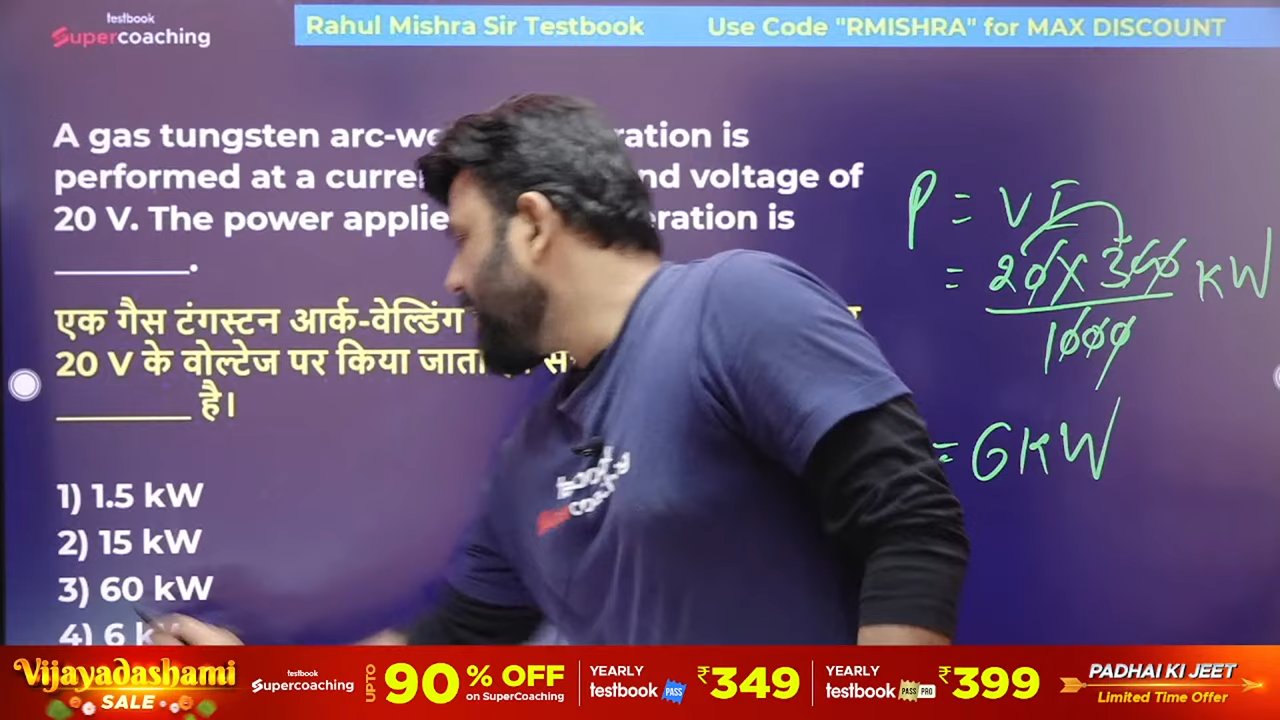 testbook
Supercoaching
Rahul Mishra Sir Testbook Use Code "RMISHRA" for MAX DISCOUNT
A gas tungsten arc-we ration is
performed at a curre nd voltage of
20 V. The power applie eration is
________.
एक गैस टंगस्टन आर्क-वेल्डिंग
20 V के वोल्टेज पर किया जाता
________ है।
1) 1.5 kW
2) 15 kW
3) 60 kW
4) 6 k
P = VI
= 20 X 300 KW
1000
= 6KW
Vijayadashami
SALE
testbook
Supercoaching
UPTO 90% OFF
on SuperCoaching
YEARLY
testbook PASS
₹349
YEARLY
testbook PASS PRO
₹399
PADHAI KI JEET
Limited Time Offer